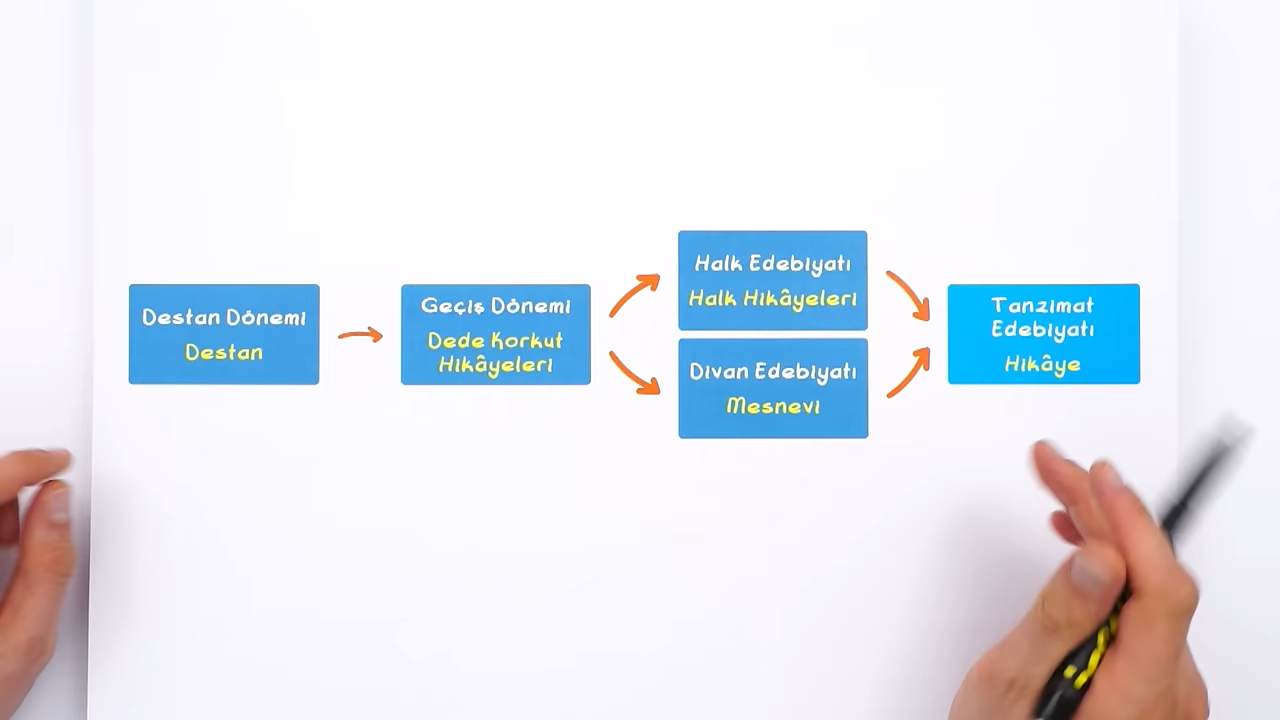 Destan Dönemi
Destan
Geçiş Dönemi
Dede Korkut
Hikâyeleri
Halk Edebiyatı
Halk Hikâyeleri
Divan Edebiyatı
Mesnevi
Tanzimat
Edebiyatı
Hikâye